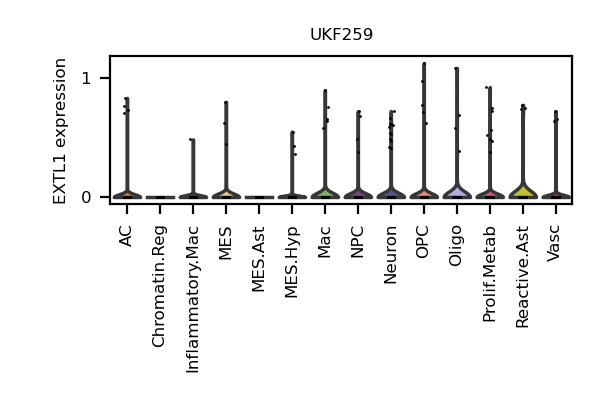 UKF259
EXTL1 expression
1
0
AC
Chromatin.Reg
Inflammatory.Mac
MES
MES.Ast
MES.Hyp
Mac
NPC
Neuron
OPC
Oligo
Prolif.Metab
Reactive.Ast
Vasc